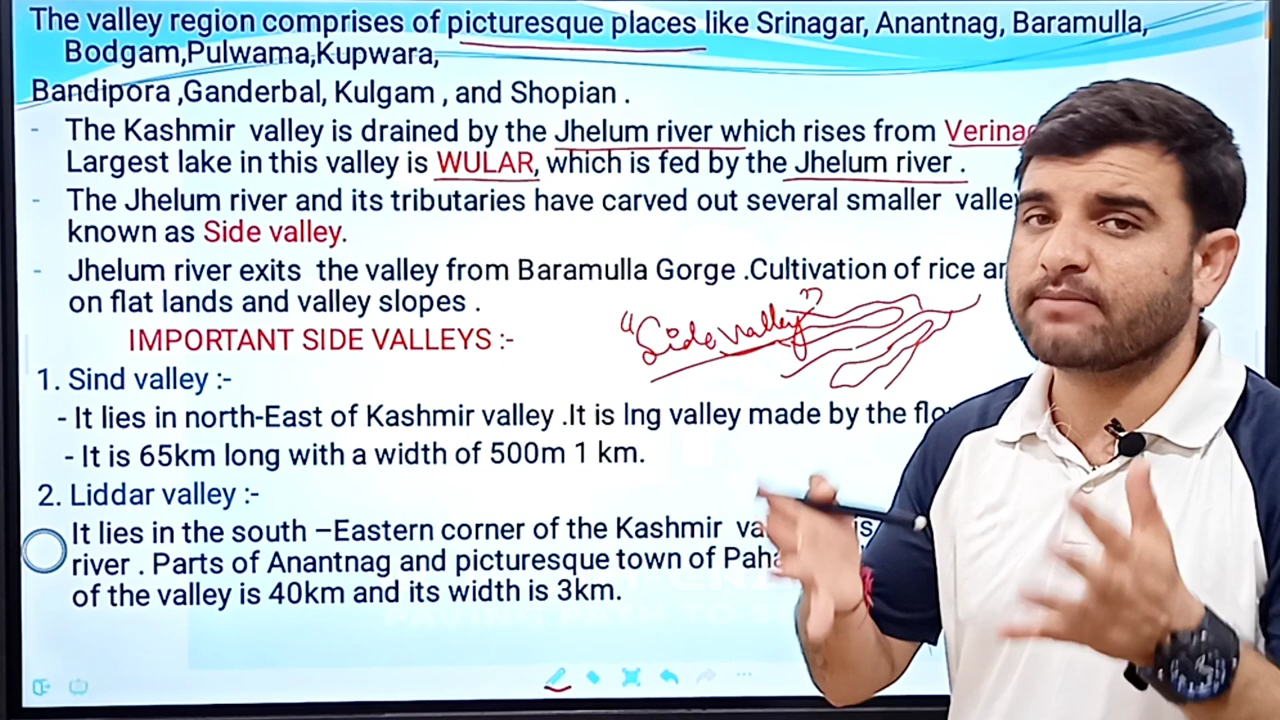 The valley region comprises of picturesque places like Srinagar, Anantnag, Baramulla,
Bodgam,Pulwama,Kupwara,
Bandipora ,Ganderbal, Kulgam , and Shopian .
- The Kashmir valley is drained by the Jhelum river which rises from
Largest lake in this valley is WULAR, which is fed by the Jhelum river .
- The Jhelum river and its tributaries have carved out several smaller
known as Side valley.
- Jhelum river exits the valley from Baramulla Gorge .Cultivation of rice
on flat lands and valley slopes .
"Side valley"
IMPORTANT SIDE VALLEYS :-
1. Sind valley :-
- It lies in north-East of Kashmir valley .It is lng valley made by the
- It is 65km long with a width of 500m 1 km.
2. Liddar valley :-
It lies in the south –Eastern corner of the Kashmir
river . Parts of Anantnag and picturesque town of
of the valley is 40km and its width is 3km.